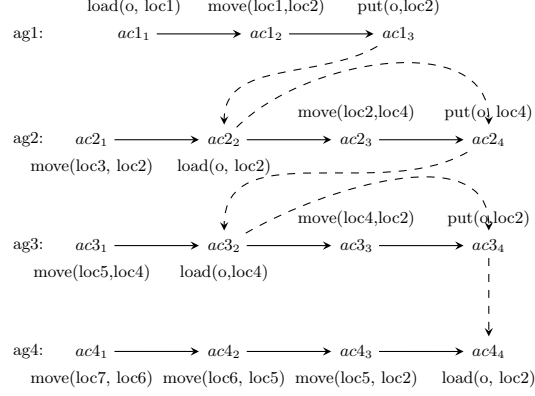 load(o, loc1) move(loc1,loc2) put(o,loc2)
ag1: ac1₁ ac1₂ ac1₃
move(loc2,loc4) put(o, loc4)
ag2: ac2₁ ac2₂ ac2₃ ac2₄
move(loc3, loc2) load(o, loc2)
move(loc4,loc2) put(o,loc2)
ag3: ac3₁ ac3₂ ac3₃ ac3₄
move(loc5,loc4) load(o,loc4)
ag4: ac4₁ ac4₂ ac4₃ ac4₄
move(loc7, loc6) move(loc6, loc5) move(loc5, loc2) load(o, loc2)